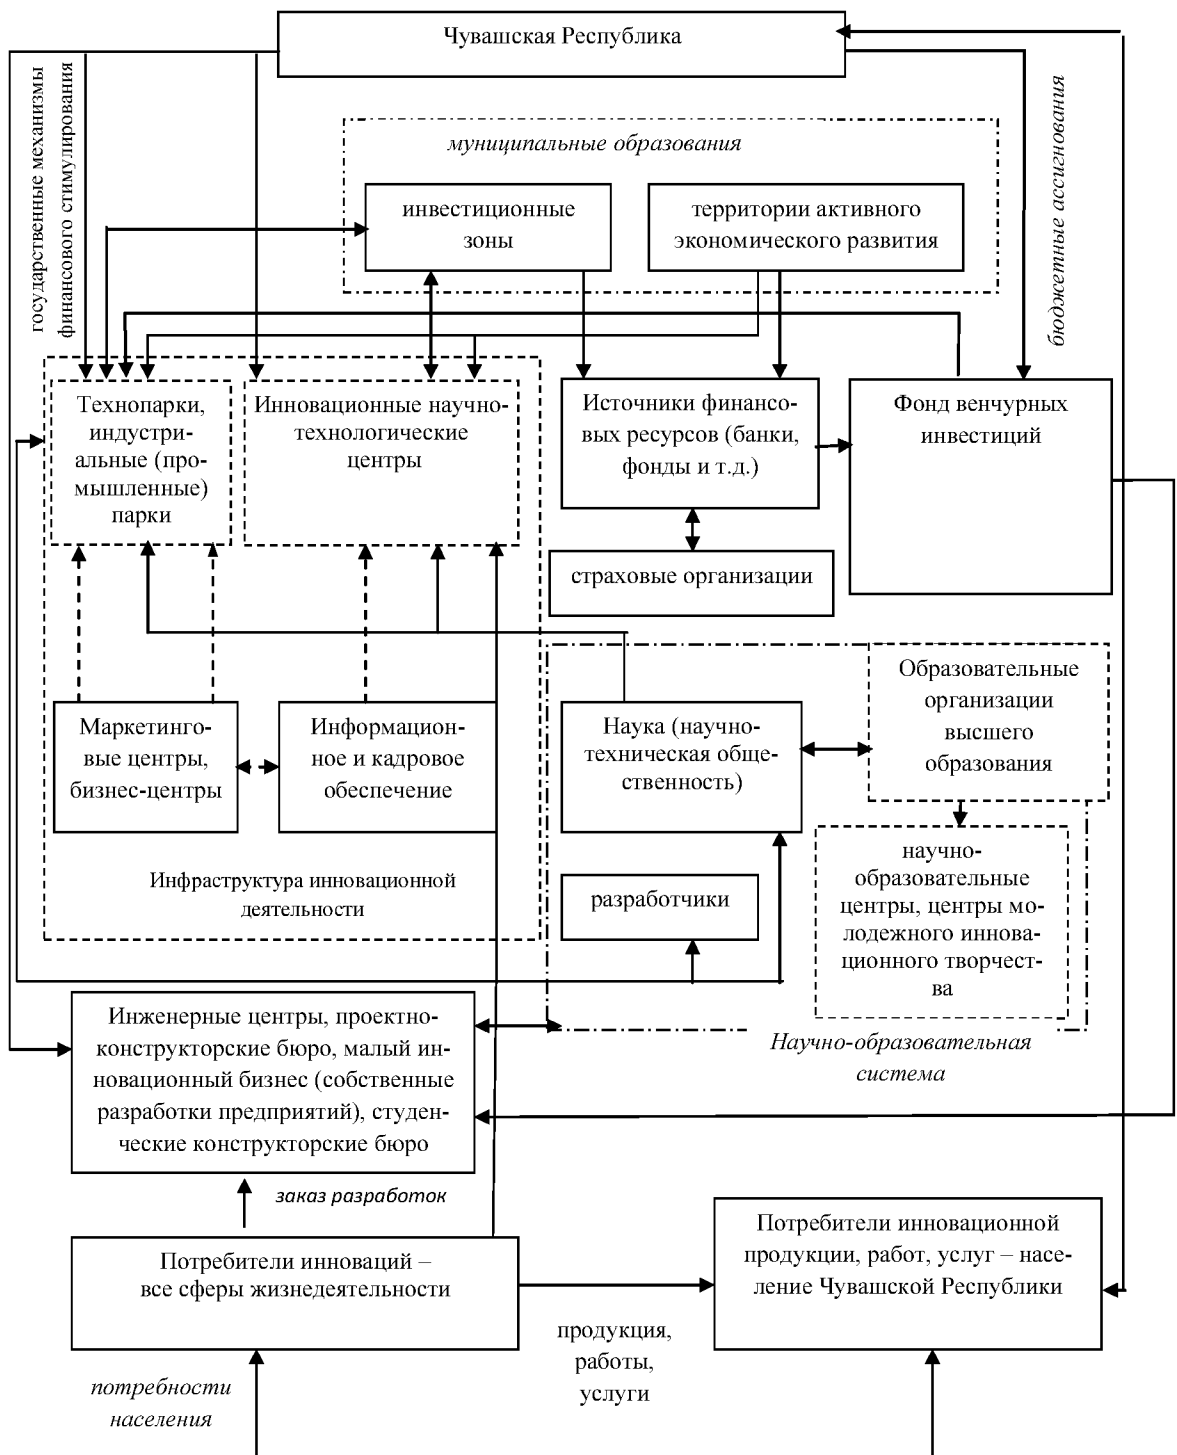 Чувашская Республика
государственные механизмы
финансового стимулирования
бюджетные ассигнования
муниципальные образования
инвестиционные
зоны
территории активного
экономического развития
Технопарки,
индустри-
альные (про-
мышленные)
парки
Инновационные научно-
технологические
центры
Источники финансо-
вых ресурсов (банки,
фонды и т.д.)
Фонд венчурных
инвестиций
страховые организации
Маркетинго-
вые центры,
бизнес-центры
Информацион-
ное и кадровое
обеспечение
Наука (научно-
техническая обще-
ственность)
Образовательные
организации
высшего
образования
Инфраструктура инновационной
деятельности
разработчики
научно-
образовательные
центры, центры мо-
лодежного иннова-
ционного творчест-
ва
Инженерные центры, проектно-
конструкторские бюро, малый ин-
новационный бизнес (собственные
разработки предприятий), студен-
ческие конструкторские бюро
Научно-образовательная
система
заказ разработок
Потребители инноваций –
все сферы жизнедеятельности
Потребители инновационной
продукции, работ, услуг – насе-
ление Чувашской Республики
продукция,
работы,
услуги
потребности
населения